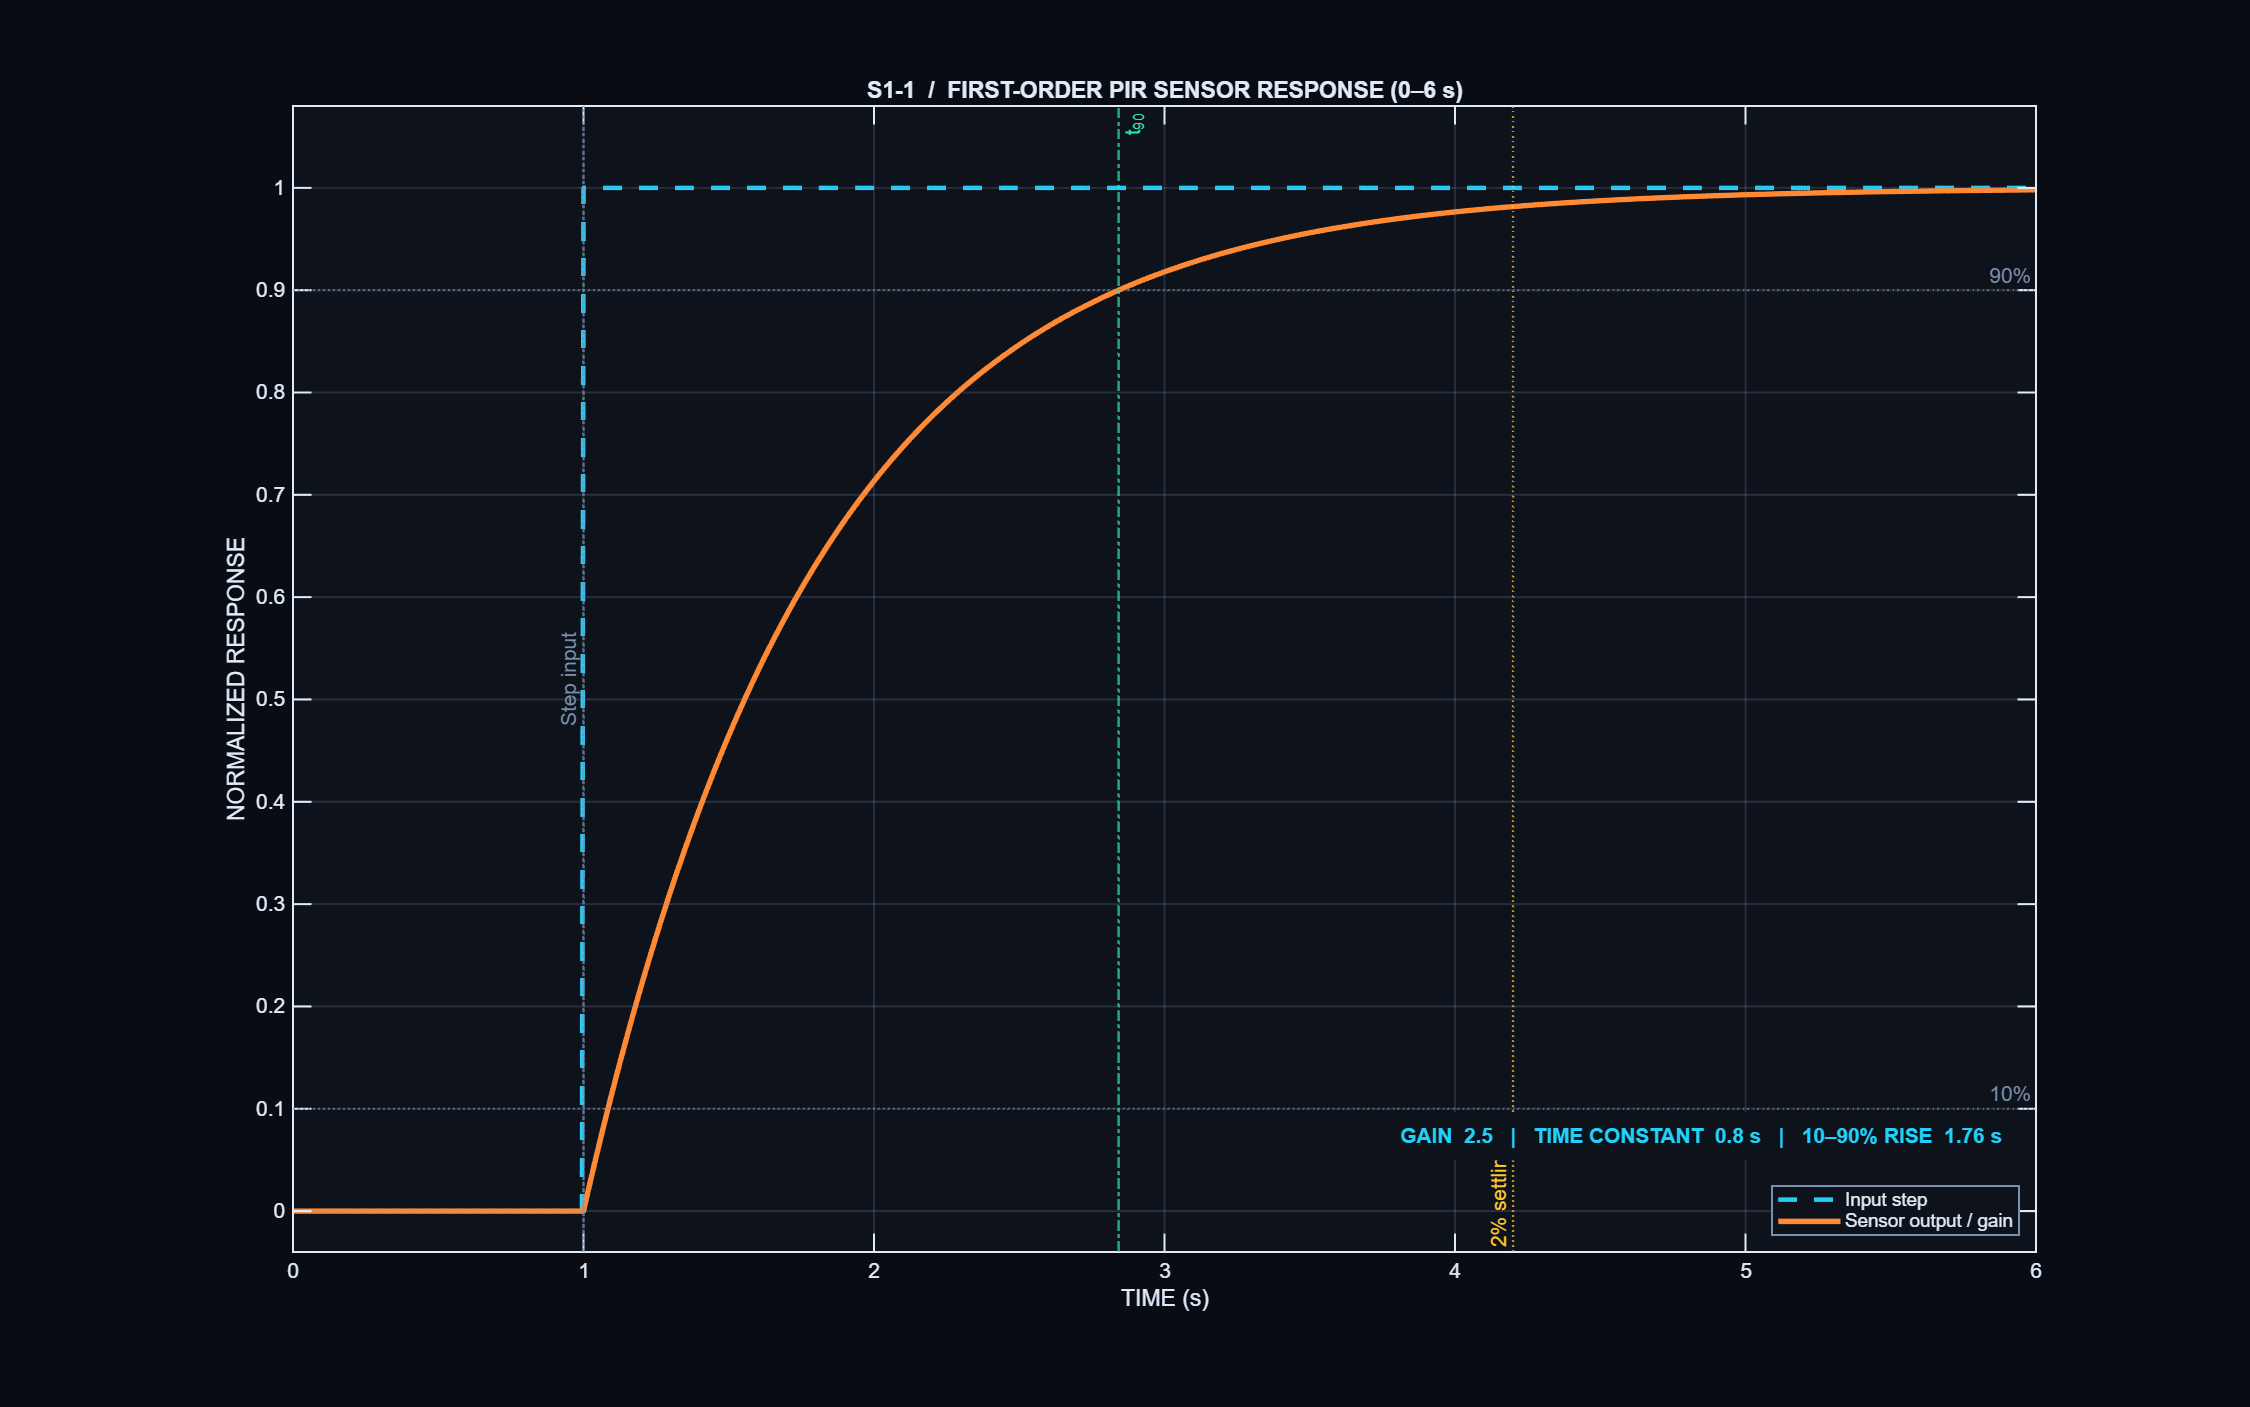 S1-1 / FIRST-ORDER PIR SENSOR RESPONSE (0–6 s)
t90
1
90%
0.9
0.8
0.7
0.6
Step input
NORMALIZED RESPONSE
0.5
0.4
0.3
0.2
10%
0.1
GAIN 2.5 | TIME CONSTANT 0.8 s | 10–90% RISE 1.76 s
2% settlir
Input step
Sensor output / gain
0
0 1 2 3 4 5 6
TIME (s)